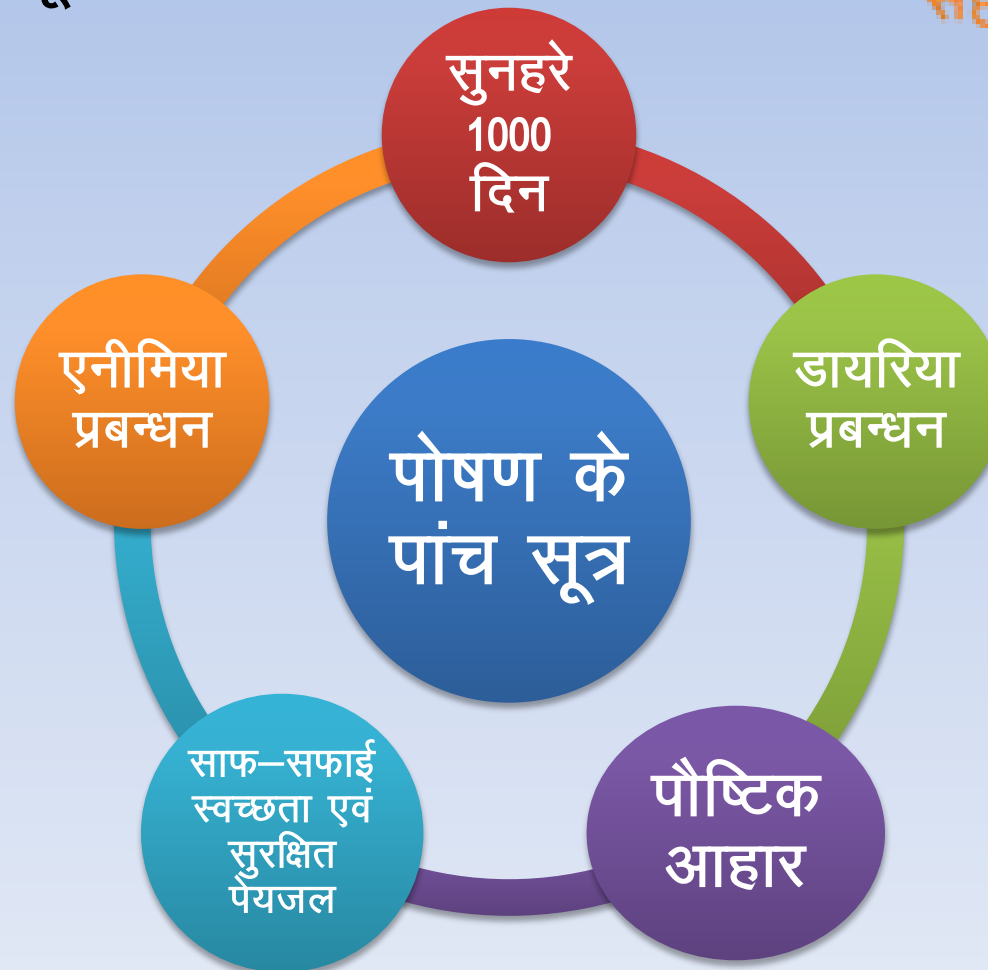 सुनहरे
1000
दिन
एनीमिया
प्रबन्धन
डायरिया
प्रबन्धन
पोषण के
पांच सूत्र
साफ–सफाई
स्वच्छता एवं
सुरक्षित
पेयजल
पौष्टिक
आहार